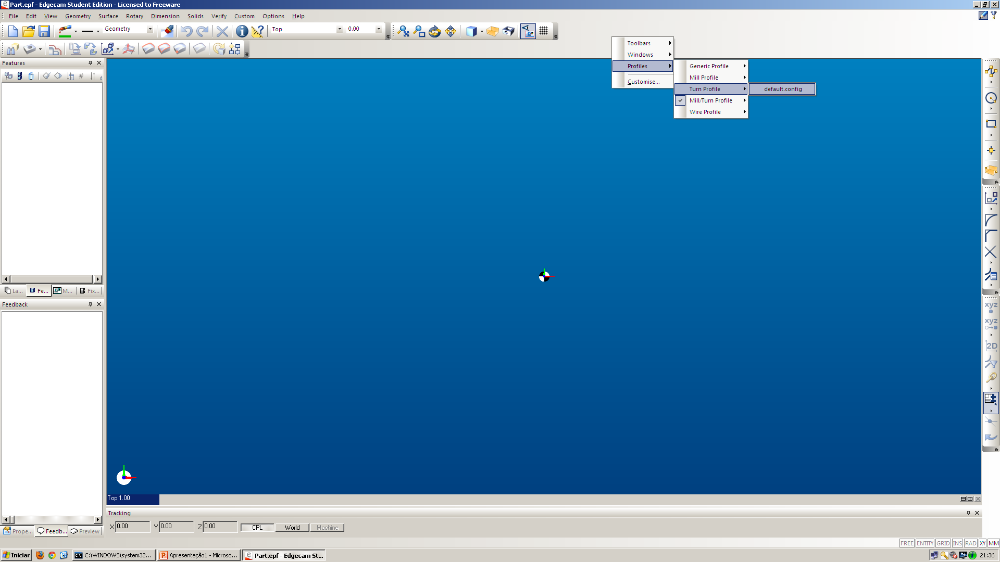 Part.epf - Edgecam Student Edition - Licensed to Freeware
File Edit View Geometry Surface Rotary Dimension Solids Verify Custom Options Help
Geometry Top 0.00
Toolbars
Windows
Profiles
Customise...
Generic Profile
Mill Profile
Turn Profile
Mill/Turn Profile
Wire Profile
default.config
Features
La... Fe... M... Fix...
Feedback
Prope... Feedb... Preview
xyz
xyz
2D
Top 1.00
Tracking
X 0.00 Y 0.00 Z 0.00 CPL World Machine
FREE ENTITY GRID INS RAD XY MM
Iniciar C:\WINDOWS\system32... Apresentação1 - Microso... Part.epf - Edgecam St... 21:36